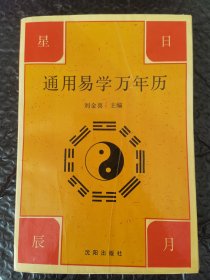 星 日
通用易学万年历
刘金英 主编
辰 月
沈阳出版社